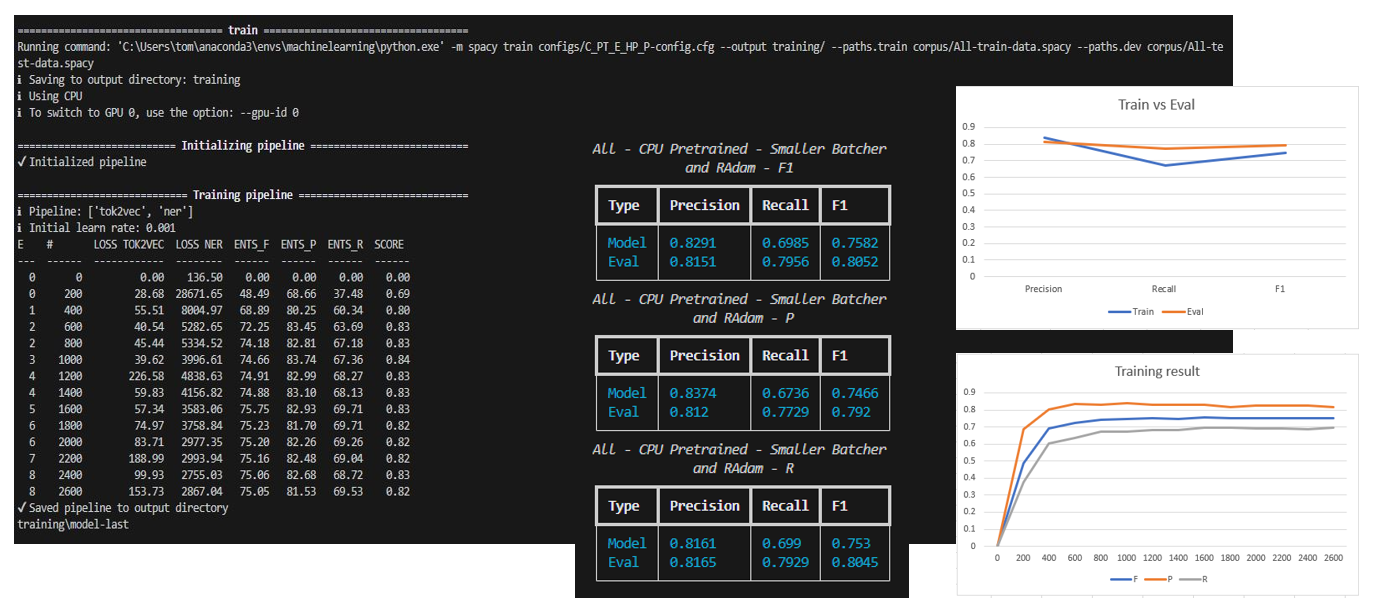 ================================== train ===================================
Running command: 'C:\Users\tom\anaconda3\envs\machinelearning\python.exe' -m spacy train configs/C_PT_E_HP_P-config.cfg --output training/ --paths.train corpus/All-train-data.spacy --paths.dev corpus/All-te
st-data.spacy
ℹ Saving to output directory: training
ℹ Using CPU
ℹ To switch to GPU 0, use the option: --gpu-id 0
=========================== Initializing pipeline ===========================
✔ Initialized pipeline
============================= Training pipeline =============================
ℹ Pipeline: ['tok2vec', 'ner']
ℹ Initial learn rate: 0.001
E # LOSS TOK2VEC LOSS NER ENTS_F ENTS_P ENTS_R SCORE
--- ------ ------------ -------- ------ ------ ------ ------
0 0 0.00 136.50 0.00 0.00 0.00 0.00
0 200 28.68 28671.65 48.49 68.66 37.48 0.69
1 400 55.51 8004.97 68.89 80.25 60.34 0.80
2 600 40.54 5282.65 72.25 83.45 63.69 0.83
2 800 45.44 5334.52 74.18 82.81 67.18 0.83
3 1000 39.62 3996.61 74.66 83.74 67.36 0.84
4 1200 226.58 4838.63 74.91 82.99 68.27 0.83
4 1400 59.83 4156.82 74.88 83.10 68.13 0.83
5 1600 57.34 3583.06 75.75 82.93 69.71 0.83
6 1800 74.97 3758.84 75.23 81.70 69.71 0.82
6 2000 83.71 2977.35 75.20 82.26 69.26 0.82
7 2200 188.99 2993.94 75.16 82.48 69.04 0.82
8 2400 99.93 2755.03 75.06 82.68 68.72 0.83
8 2600 153.73 2867.04 75.05 81.53 69.53 0.82
✔ Saved pipeline to output directory
training\model-last
All - CPU Pretrained - Smaller Batcher
and RAdam - F1
Type Precision Recall F1
Model 0.8291 0.6985 0.7582
Eval 0.8151 0.7956 0.8052
All - CPU Pretrained - Smaller Batcher
and RAdam - P
Type Precision Recall F1
Model 0.8374 0.6736 0.7466
Eval 0.812 0.7729 0.792
All - CPU Pretrained - Smaller Batcher
and RAdam - R
Type Precision Recall F1
Model 0.8161 0.699 0.753
Eval 0.8165 0.7929 0.8045
Train vs Eval
0.9
0.8
0.7
0.6
0.5
0.4
0.3
0.2
0.1
0
Precision Recall F1
Train Eval
Training result
0.9
0.8
0.7
0.6
0.5
0.4
0.3
0.2
0.1
0
0 200 400 600 800 1000 1200 1400 1600 1800 2000 2200 2400 2600
F P R